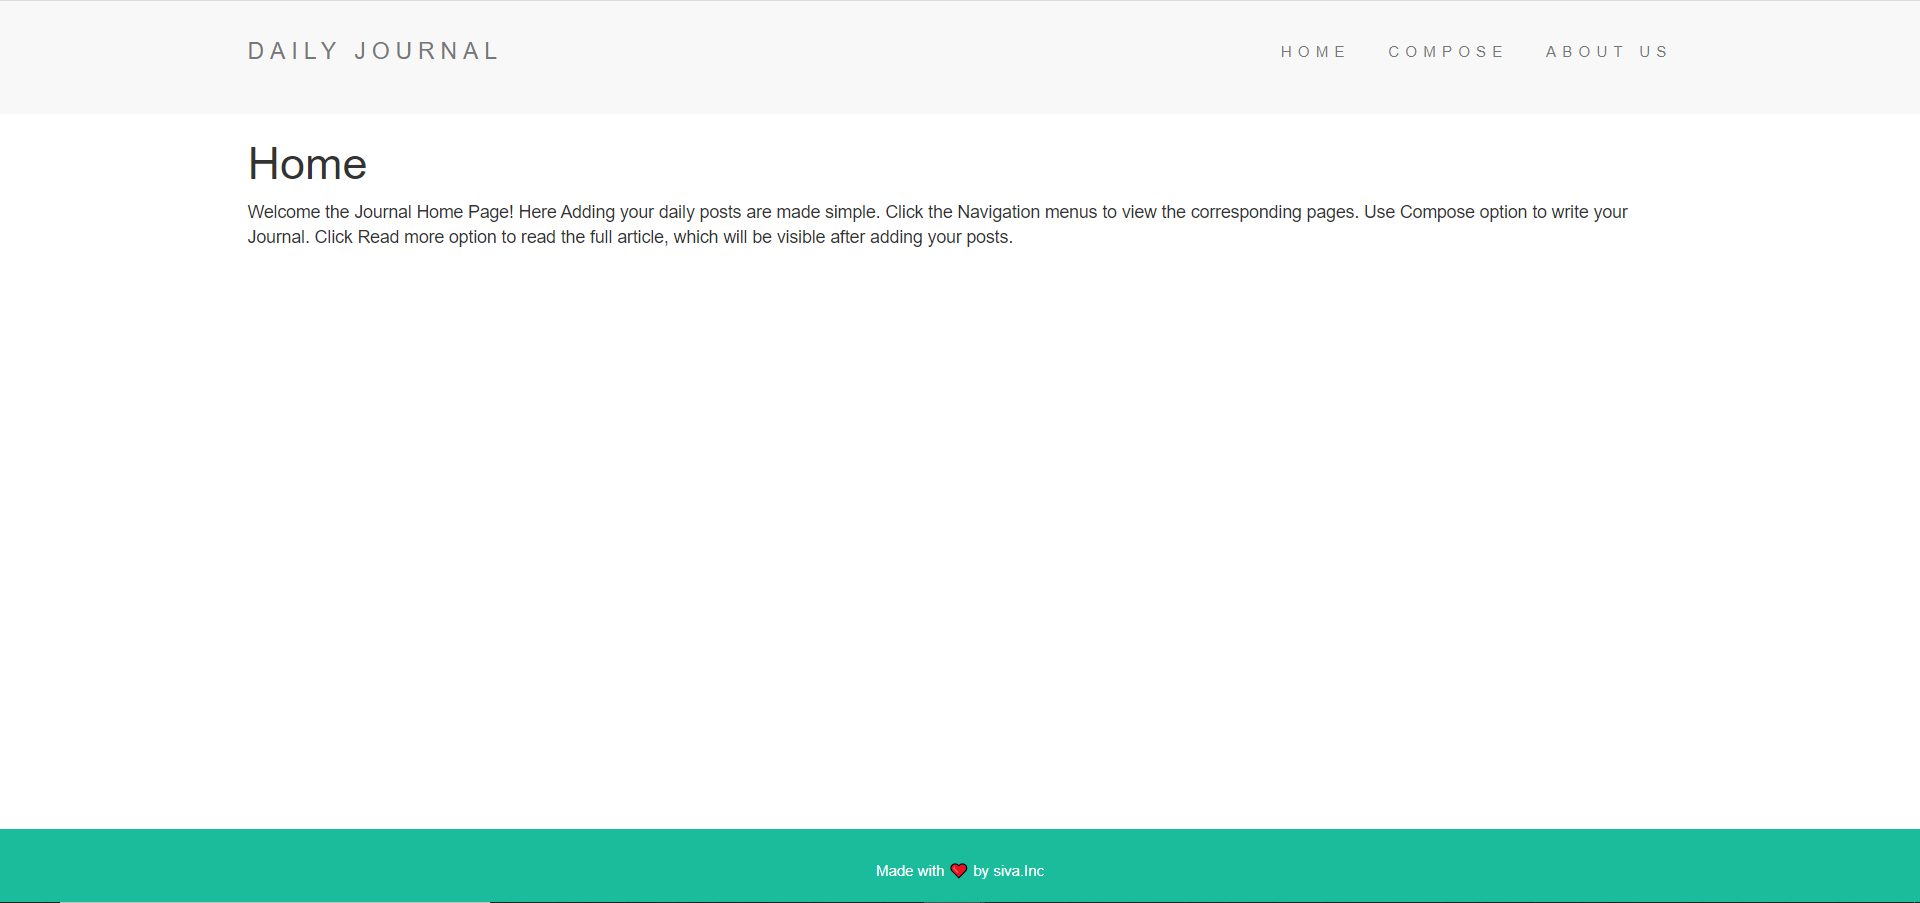 DAILY JOURNAL
HOME COMPOSE ABOUT US
Home
Welcome the Journal Home Page! Here Adding your daily posts are made simple. Click the Navigation menus to view the corresponding pages. Use Compose option to write your
Journal. Click Read more option to read the full article, which will be visible after adding your posts.
Made with ❤ by siva.Inc